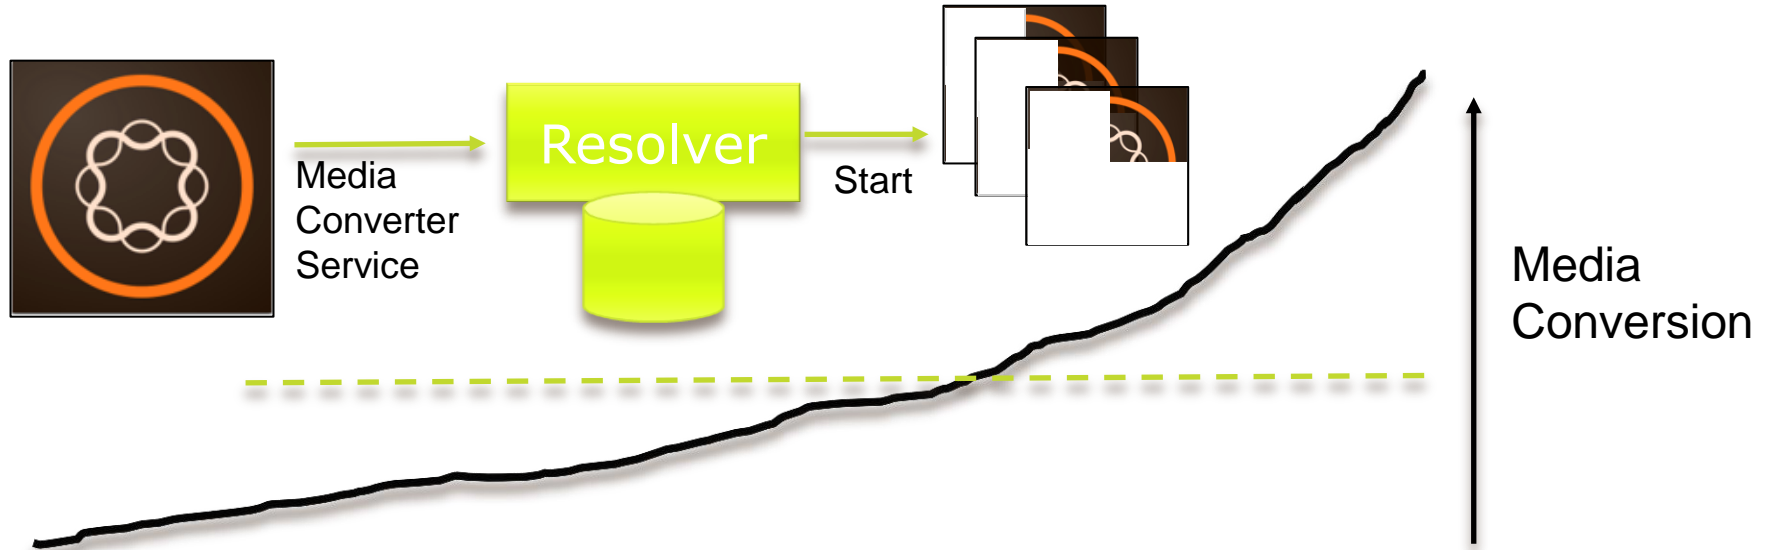 Media
Converter
Service
Resolver
Start
Media
Conversion